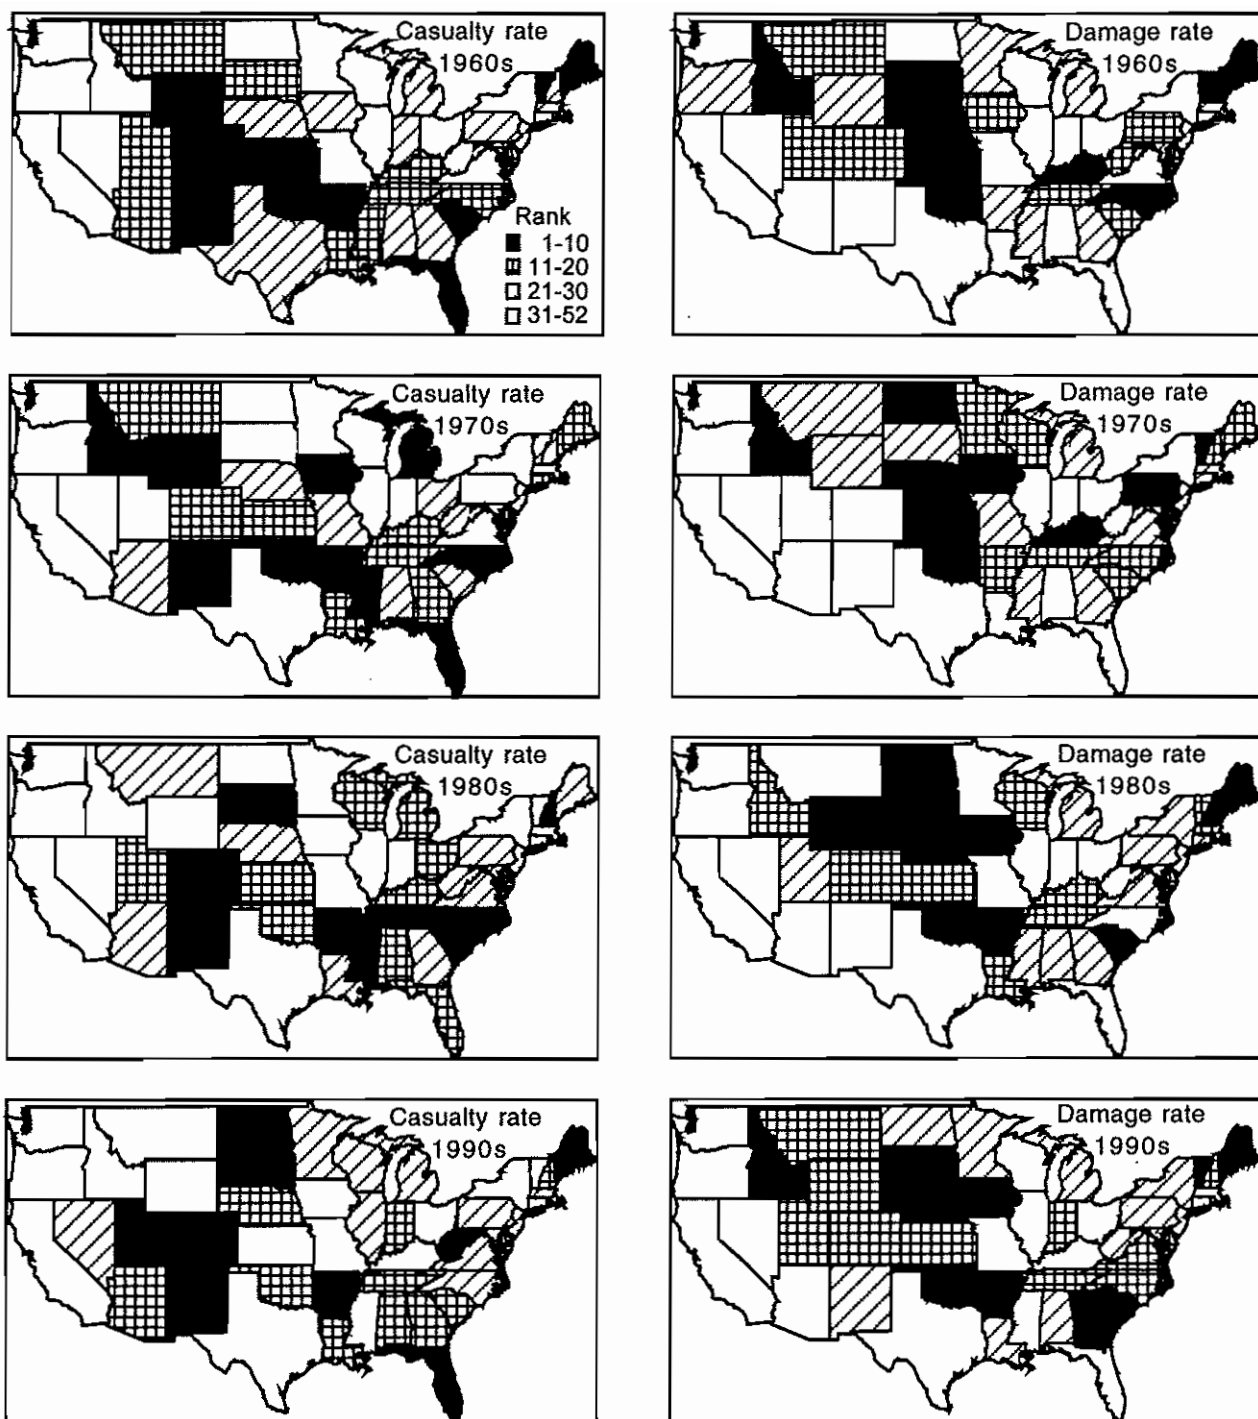 Casualty rate
1960s
Rank
1-10
11-20
21-30
31-52
Damage rate
1960s
Casualty rate
1970s
Damage rate
1970s
Casualty rate
1980s
Damage rate
1980s
Casualty rate
1990s
Damage rate
1990s